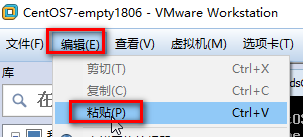 CentOS7-empty1806 - VMware Workstation
文件(F) 编辑(E) 查看(V) 虚拟机(M) 选项卡(T)
库 剪切(T) Ctrl+X
在 复制(C) Ctrl+C
粘贴(P) Ctrl+V